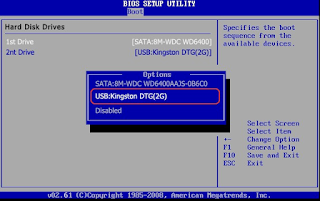 BIOS SETUP UTILITY
Boot
Hard Disk Drives
Specifies the boot
sequence from the
available devices.
1st Drive [SATA:8M-WDC WD6400]
2nt Drive [USB:Kingston DTG(2G)]
Options
SATA:8M-WDC WD6400AAJS-0B6C0
USB:Kingston DTG(2G)
Disabled
Select Screen
Select Item
+- Change Option
F1 General Help
F10 Save and Exit
ESC Exit
v02.61 (C)Copyright 1985-2008, American Megatrends, Inc.